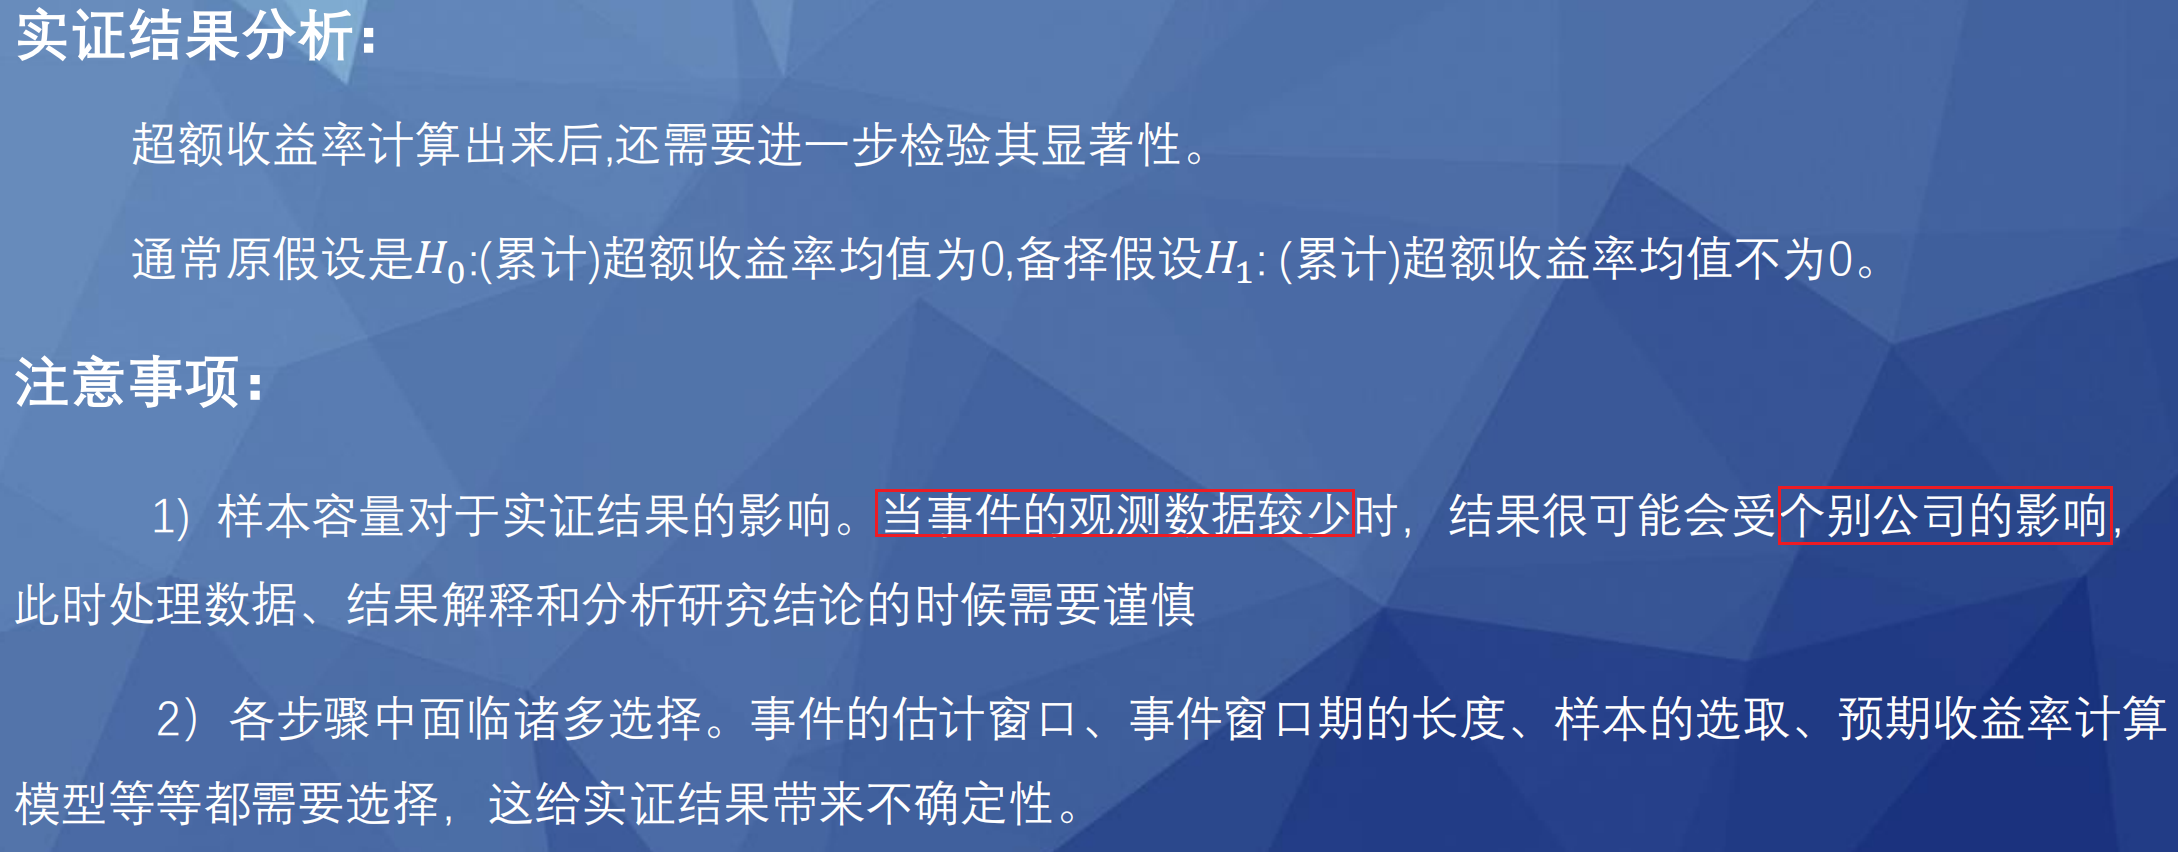 实证结果分析:
超额收益率计算出来后,还需要进一步检验其显著性。
通常原假设是H₀:(累计)超额收益率均值为0,备择假设H₁: (累计)超额收益率均值不为0。
注意事项:
1）样本容量对于实证结果的影响。当事件的观测数据较少时，结果很可能会受个别公司的影响,
此时处理数据、结果解释和分析研究结论的时候需要谨慎
2）各步骤中面临诸多选择。事件的估计窗口、事件窗口期的长度、样本的选取、预期收益率计算
模型等等都需要选择，这给实证结果带来不确定性。